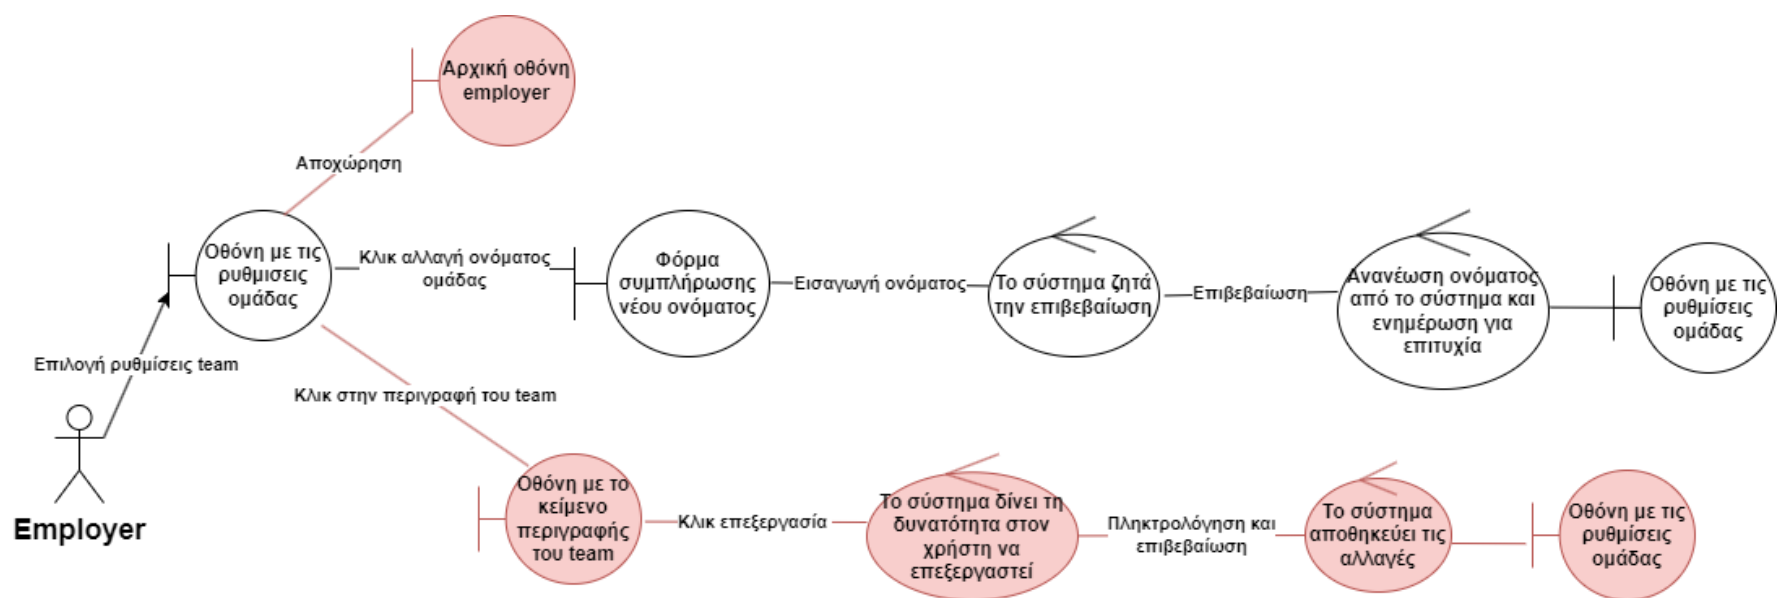 Αρχική οθόνη
employer
Αποχώρηση
Οθόνη με τις
ρυθμισεις
ομάδας
Κλικ αλλαγή ονόματος
ομάδας
Φόρμα
συμπλήρωσης
νέου ονόματος
Εισαγωγή ονόματος
Το σύστημα ζητά
την επιβεβαίωση
Επιβεβαίωση
Ανανέωση ονόματος
από το σύστημα και
ενημέρωση για
επιτυχία
Οθόνη με τις
ρυθμίσεις
ομάδας
Επιλογή ρυθμίσεις team
Κλικ στην περιγραφή του team
Employer
Οθόνη με το
κείμενο
περιγραφής
του team
Κλικ επεξεργασία
Το σύστημα δίνει τη
δυνατότητα στον
χρήστη να
επεξεργαστεί
Πληκτρολόγηση και
επιβεβαίωση
Το σύστημα
αποθηκεύει τις
αλλαγές
Οθόνη με τις
ρυθμίσεις
ομάδας